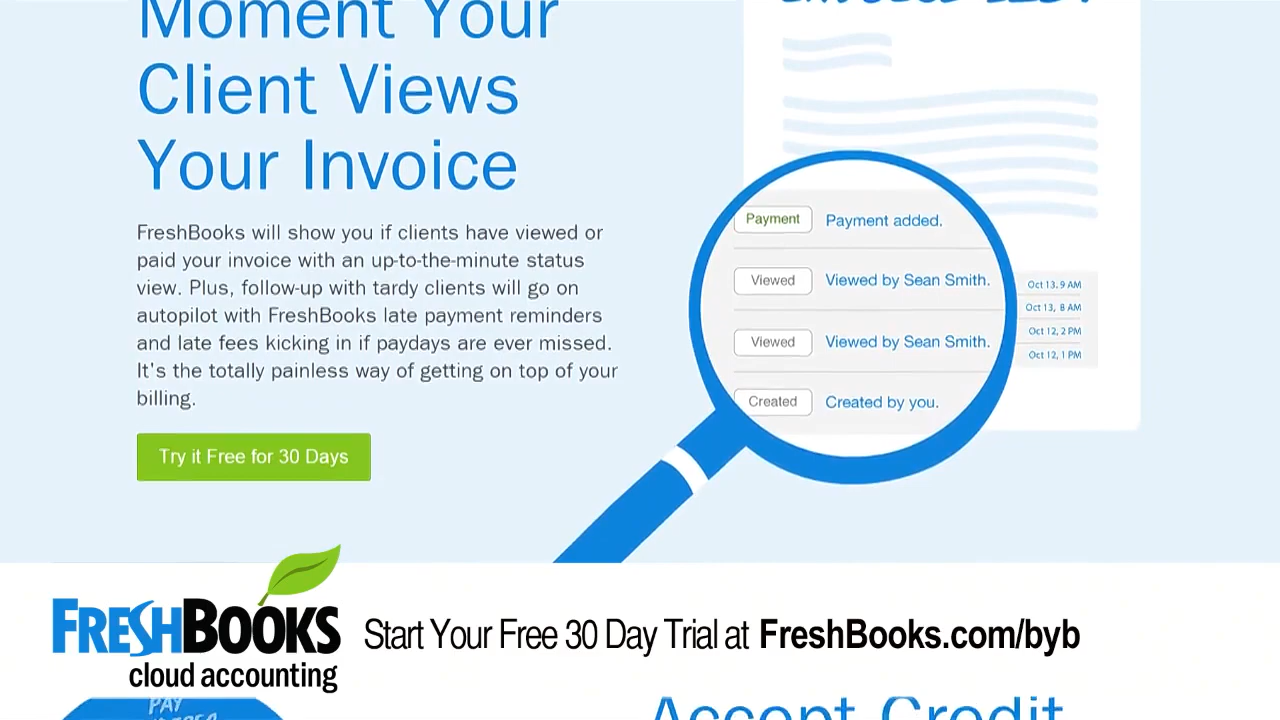 Moment Your
Client Views
Your Invoice
FreshBooks will show you if clients have viewed or
paid your invoice with an up-to-the-minute status
view. Plus, follow-up with tardy clients will go on
autopilot with FreshBooks late payment reminders
and late fees kicking in if paydays are ever missed.
It's the totally painless way of getting on top of your
billing.
Try it Free for 30 Days
Payment Payment added.
Viewed Viewed by Sean Smith.
Viewed Viewed by Sean Smith.
Created Created by you.
Oct 13, 9 AM
Oct 13, 8 AM
Oct 12, 2 PM
Oct 12, 1 PM
FRESHBOOKS
cloud accounting
Start Your Free 30 Day Trial at FreshBooks.com/byb
PAY
Accept Credit